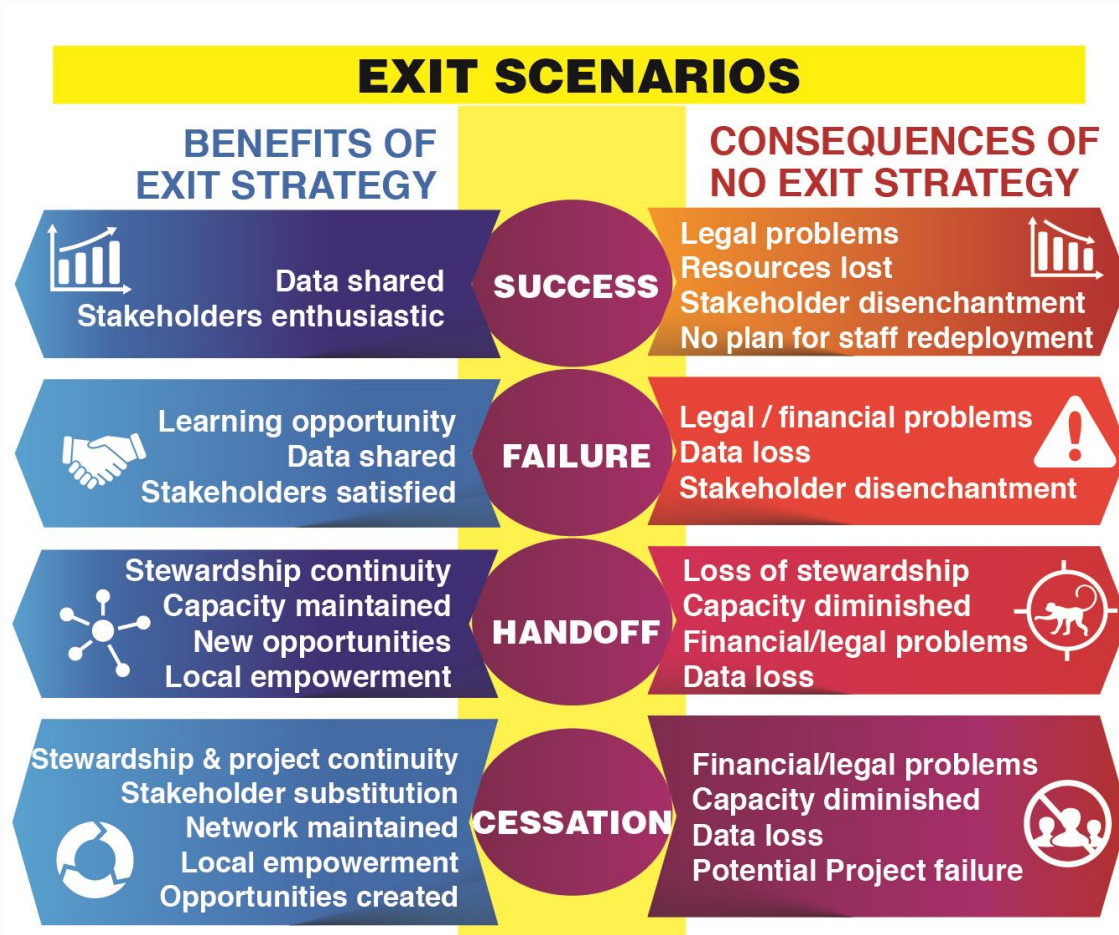 EXIT SCENARIOS
BENEFITS OF
EXIT STRATEGY
CONSEQUENCES OF
NO EXIT STRATEGY
Data shared
Stakeholders enthusiastic
SUCCESS
Legal problems
Resources lost
Stakeholder disenchantment
No plan for staff redeployment
Learning opportunity
Data shared
Stakeholders satisfied
FAILURE
Legal / financial problems
Data loss
Stakeholder disenchantment
Stewardship continuity
Capacity maintained
New opportunities
Local empowerment
HANDOFF
Loss of stewardship
Capacity diminished
Financial/legal problems
Data loss
Stewardship & project continuity
Stakeholder substitution
Network maintained
Local empowerment
Opportunities created
CESSATION
Financial/legal problems
Capacity diminished
Data loss
Potential Project failure